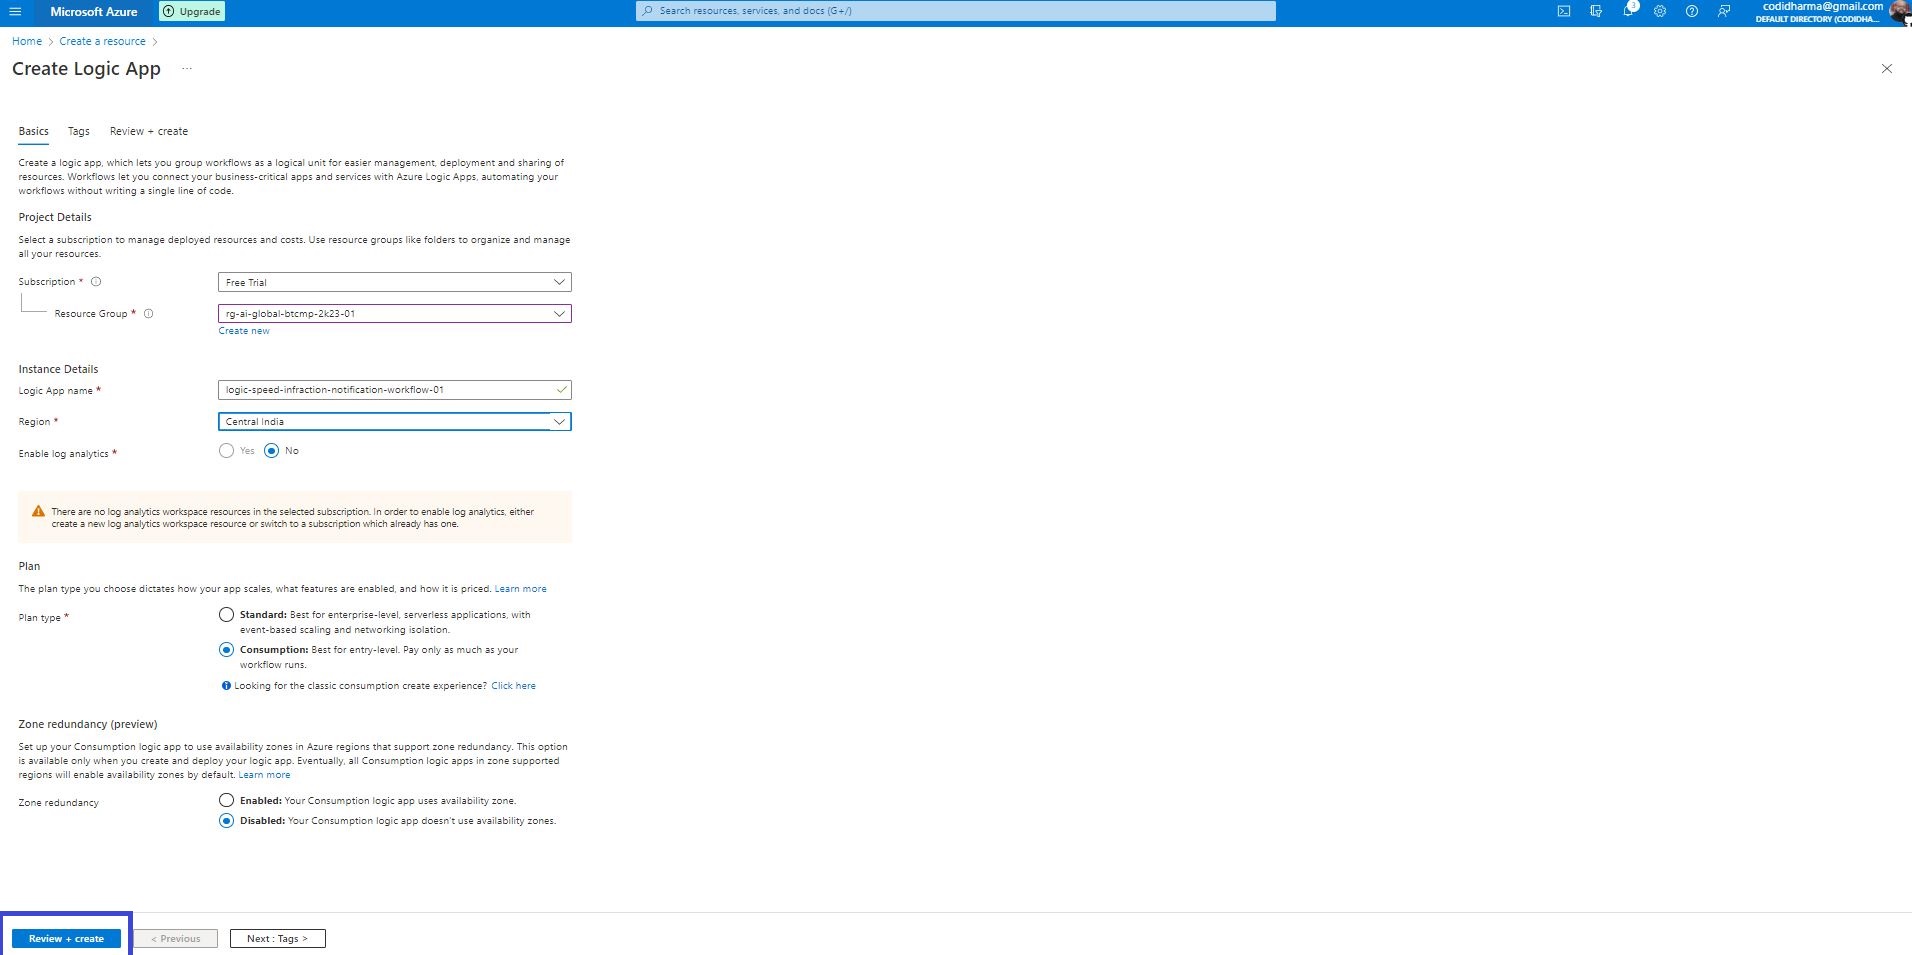 Microsoft Azure
Upgrade
Search resources, services, and docs (G+/)
3
codidharma@gmail.com
DEFAULT DIRECTORY (CODIDHA...
Home > Create a resource >
Create Logic App ...
Basics Tags Review + create
Create a logic app, which lets you group workflows as a logical unit for easier management, deployment and sharing of
resources. Workflows let you connect your business-critical apps and services with Azure Logic Apps, automating your
workflows without writing a single line of code.
Project Details
Select a subscription to manage deployed resources and costs. Use resource groups like folders to organize and manage
all your resources.
Subscription * Free Trial
Resource Group * rg-ai-global-btcmp-2k23-01
Create new
Instance Details
Logic App name * logic-speed-infraction-notification-workflow-01
Region * Central India
Enable log analytics * Yes No
There are no log analytics workspace resources in the selected subscription. In order to enable log analytics, either
create a new log analytics workspace resource or switch to a subscription which already has one.
Plan
The plan type you choose dictates how your app scales, what features are enabled, and how it is priced. Learn more
Plan type * Standard: Best for enterprise-level, serverless applications, with
event-based scaling and networking isolation.
Consumption: Best for entry-level. Pay only as much as your
workflow runs.
Looking for the classic consumption create experience? Click here
Zone redundancy (preview)
Set up your Consumption logic app to use availability zones in Azure regions that support zone redundancy. This option
is available only when you create and deploy your logic app. Eventually, all Consumption logic apps in zone supported
regions will enable availability zones by default. Learn more
Zone redundancy Enabled: Your Consumption logic app uses availability zone.
Disabled: Your Consumption logic app doesn't use availability zones.
Review + create < Previous Next : Tags >